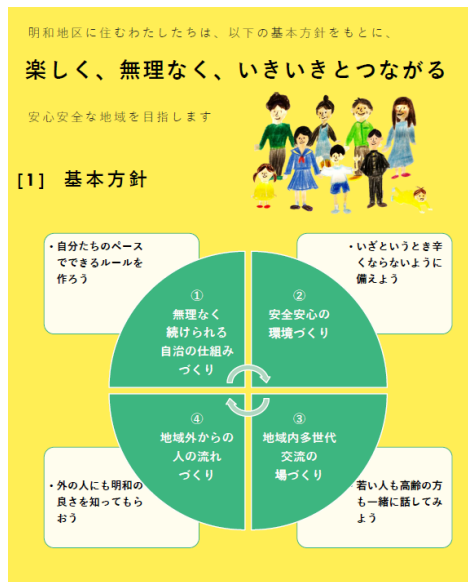 明和地区に住むわたしたちは、以下の基本方針をもとに、
楽しく、無理なく、いきいきとつながる
安心安全な地域を目指します
[1] 基本方針
・自分たちのペース
でできるルールを
作ろう
・いざというとき辛
くならないように
備えよう
①
無理なく
続けられる
自治の仕組み
づくり
②
安全安心の
環境づくり
④
地域外からの
人の流れ
づくり
③
地域内多世代
交流の
場づくり
・外の人にも明和の
良さを知ってもら
おう
・若い人も高齢の方
も一緒に話してみ
よう